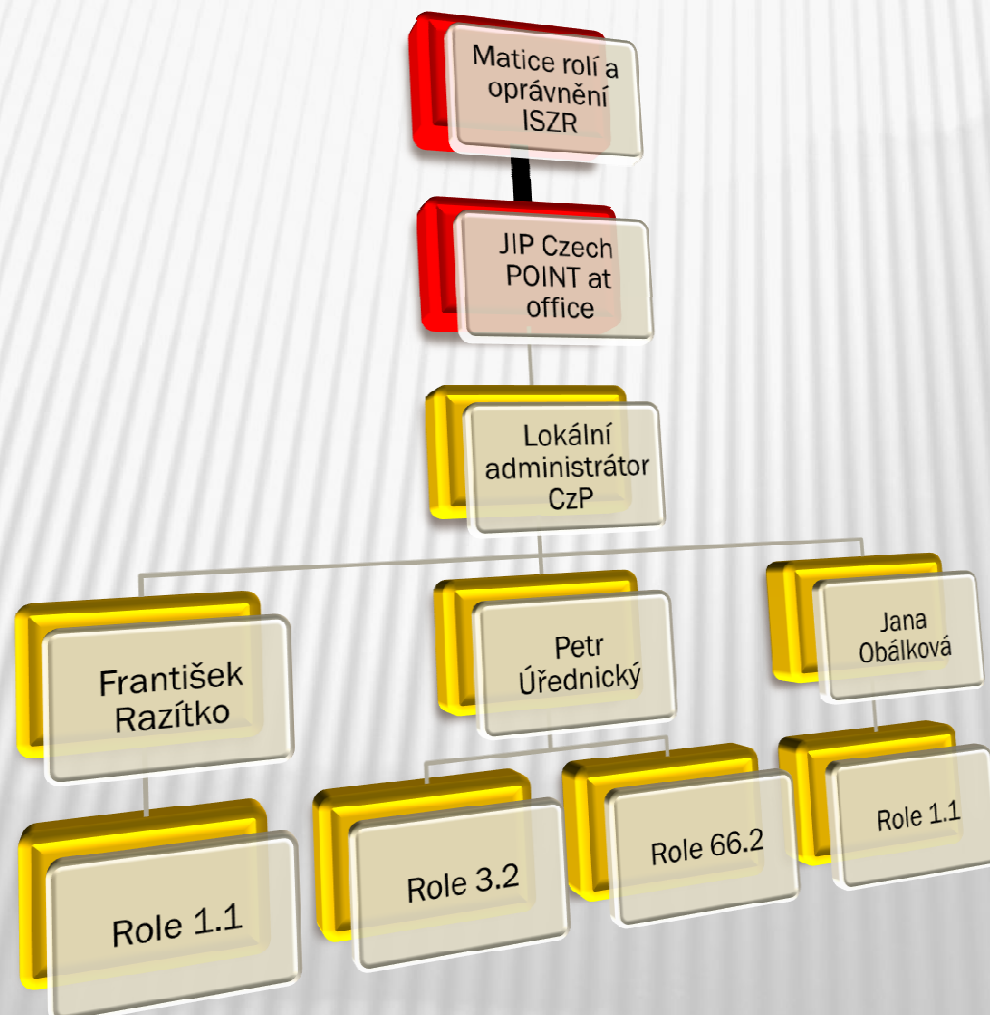 Matice rolí a
oprávnění
ISZR
JIP Czech
POINT at
office
Lokální
administrátor
CzP
František
Razítko
Petr
Úřednický
Jana
Obálková
Role 1.1
Role 3.2
Role 66.2
Role 1.1